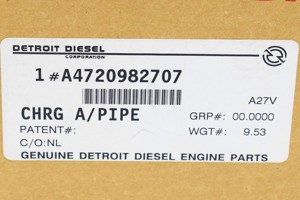 DETROIT DIESEL
CORPORATION
1 #A4720982707
A27V
CHRG A/PIPE
GRP#: 00.0000
PATENT#:
WGT#: 9.53
C/O:NL
GENUINE DETROIT DIESEL ENGINE PARTS